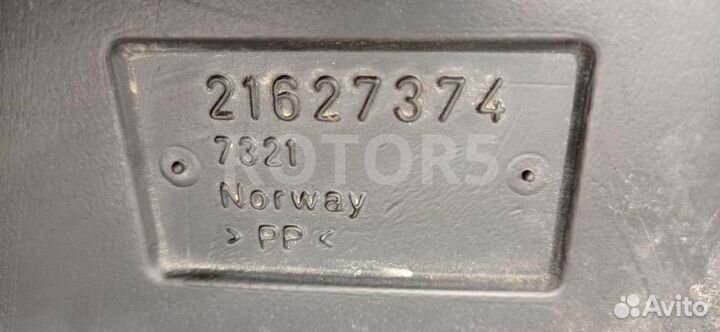 21627374
7321
ROTOR5
Norway
>PP<
Avito